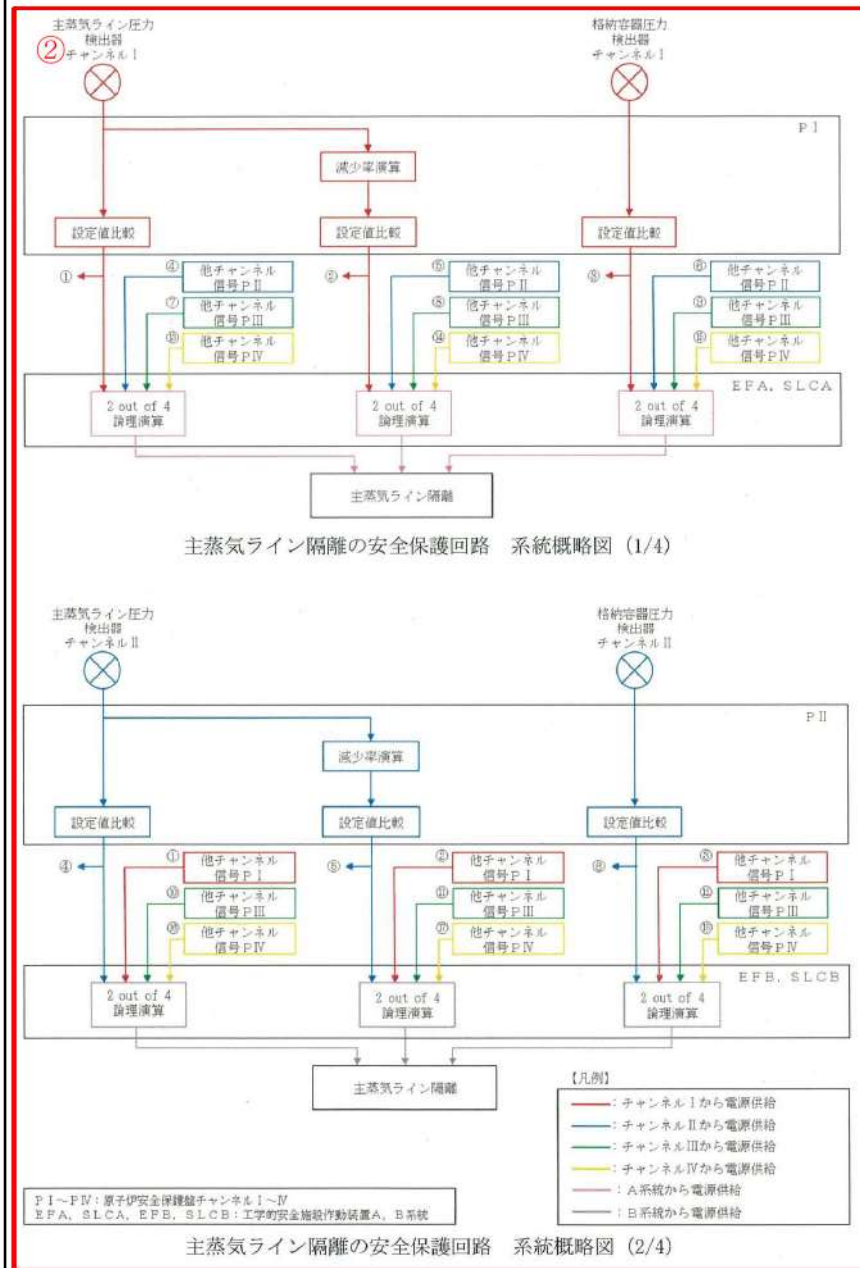 主蒸気ライン圧力
検出器
チャンネルⅠ
②
格納容器圧力
検出器
チャンネルⅠ
PⅠ
減少率演算
設定値比較
設定値比較
設定値比較
①
④
他チャンネル
信号PⅡ
⑦
他チャンネル
信号PⅢ
⑬
他チャンネル
信号PⅣ
②
⑤
他チャンネル
信号PⅡ
⑧
他チャンネル
信号PⅢ
⑭
他チャンネル
信号PⅣ
③
⑥
他チャンネル
信号PⅡ
⑨
他チャンネル
信号PⅢ
⑮
他チャンネル
信号PⅣ
EFA, SLCA
2 out of 4
論理演算
2 out of 4
論理演算
2 out of 4
論理演算
主蒸気ライン隔離
主蒸気ライン隔離の安全保護回路 系統概略図 (1/4)
主蒸気ライン圧力
検出器
チャンネルⅡ
格納容器圧力
検出器
チャンネルⅡ
PⅡ
減少率演算
設定値比較
設定値比較
設定値比較
④
①
他チャンネル
信号PⅠ
⑩
他チャンネル
信号PⅢ
⑯
他チャンネル
信号PⅣ
②
他チャンネル
信号PⅠ
⑪
他チャンネル
信号PⅢ
⑰
他チャンネル
信号PⅣ
他チャンネル
信号PⅠ
⑫
他チャンネル
信号PⅢ
⑱
他チャンネル
信号PⅣ
EFB, SLCB
2 out of 4
論理演算
2 out of 4
論理演算
2 out of 4
論理演算
主蒸気ライン隔離
【凡例】
:チャンネルⅠから電源供給
:チャンネルⅡから電源供給
:チャンネルⅢから電源供給
:チャンネルⅣから電源供給
:A系統から電源供給
:B系統から電源供給
PⅠ~PⅣ:原子炉安全保護盤チャンネルⅠ~Ⅳ
EFA, SLCA, EFB, SLCB:工学的安全施設作動装置A, B系統
主蒸気ライン隔離の安全保護回路 系統概略図 (2/4)